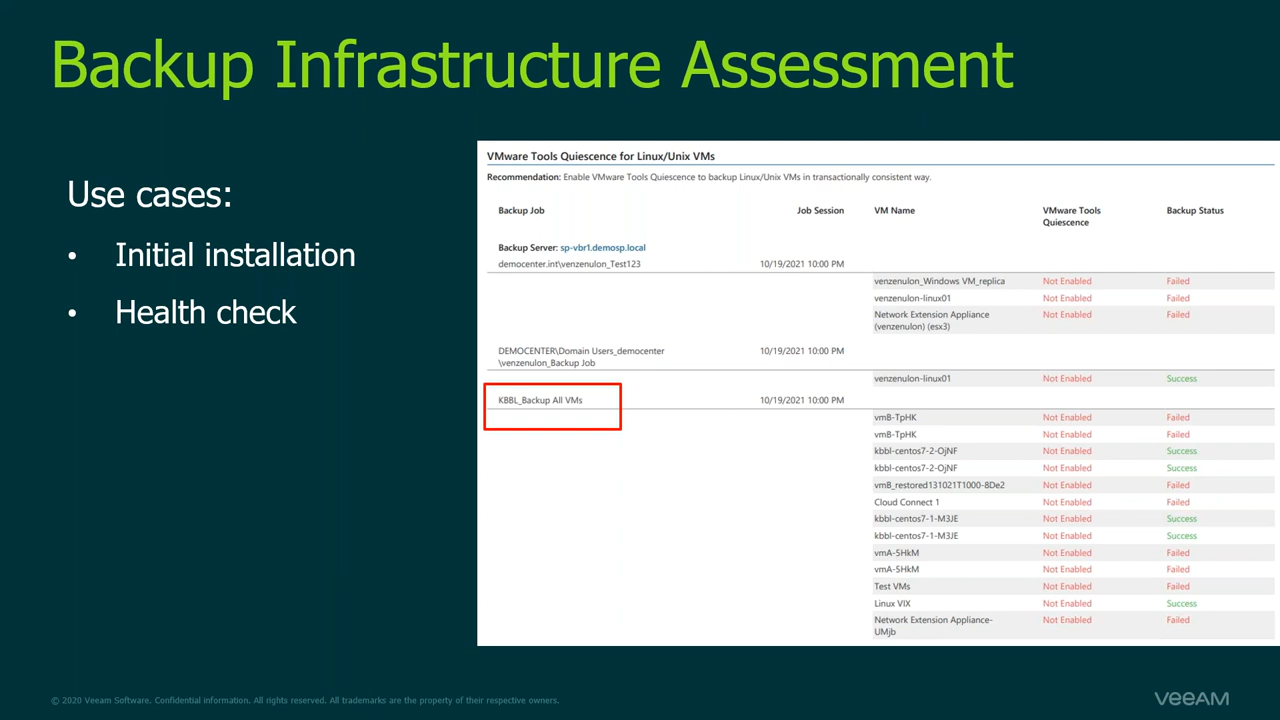 Backup Infrastructure Assessment
Use cases:
• Initial installation
• Health check
VMware Tools Quiescence for Linux/Unix VMs
Recommendation: Enable VMware Tools Quiescence to backup Linux/Unix VMs in transactionally consistent way.
Backup Job Job Session VM Name VMware Tools Quiescence Backup Status
Backup Server: sp-vbr1.demosp.local
democenter.int\venzenulon_Test123 10/19/2021 10:00 PM
venzenulon_Windows VM_replica Not Enabled Failed
venzenulon-linux01 Not Enabled Failed
Network Extension Appliance Not Enabled Failed
(venzenulon) (esx3)
DEMOCENTER\Domain Users_democenter 10/19/2021 10:00 PM
\venzenulon_Backup Job
venzenulon-linux01 Not Enabled Success
KBBL_Backup All VMs 10/19/2021 10:00 PM
vmB-TpHK Not Enabled Failed
vmB-TpHK Not Enabled Failed
kbbl-centos7-2-OjNF Not Enabled Success
kbbl-centos7-2-OjNF Not Enabled Success
vmB_restored131021T1000-8De2 Not Enabled Failed
Cloud Connect 1 Not Enabled Failed
kbbl-centos7-1-M3JE Not Enabled Success
kbbl-centos7-1-M3JE Not Enabled Success
vmA-5HkM Not Enabled Failed
vmA-5HkM Not Enabled Failed
Test VMs Not Enabled Failed
Linux VIX Not Enabled Success
Network Extension Appliance- Not Enabled Failed
UMjb
© 2020 Veeam Software. Confidential information. All rights reserved. All trademarks are the property of their respective owners.
VEEAM